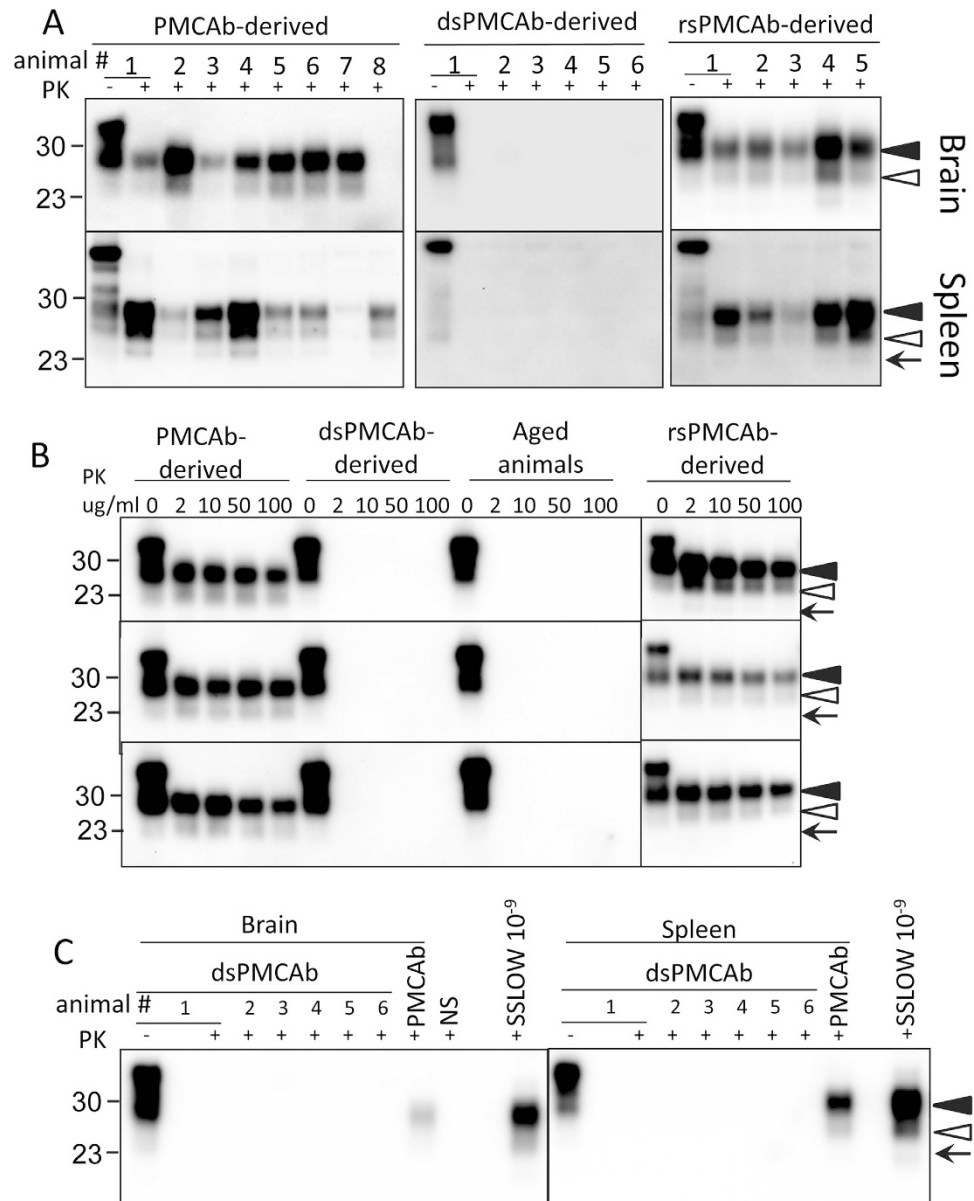 A
PMCAb-derived dsPMCAb-derived rsPMCAb-derived
animal # 1 2 3 4 5 6 7 8 1 2 3 4 5 6 1 2 3 4 5
PK - + + + + + + + + - + + + + + + - + + + + +
30
23
Brain
30
23
Spleen
B
PMCAb-derived dsPMCAb-derived Aged animals rsPMCAb-derived
PK
ug/ml 0 2 10 50 100 0 2 10 50 100 0 2 10 50 100 0 2 10 50 100
30
23
30
23
30
23
C
Brain Spleen
dsPMCAb PMCAb NS SSLOW 10-9 dsPMCAb PMCAb SSLOW 10-9
animal # 1 2 3 4 5 6 1 2 3 4 5 6
PK - + + + + + + + + + - + + + + + + + +
30
23